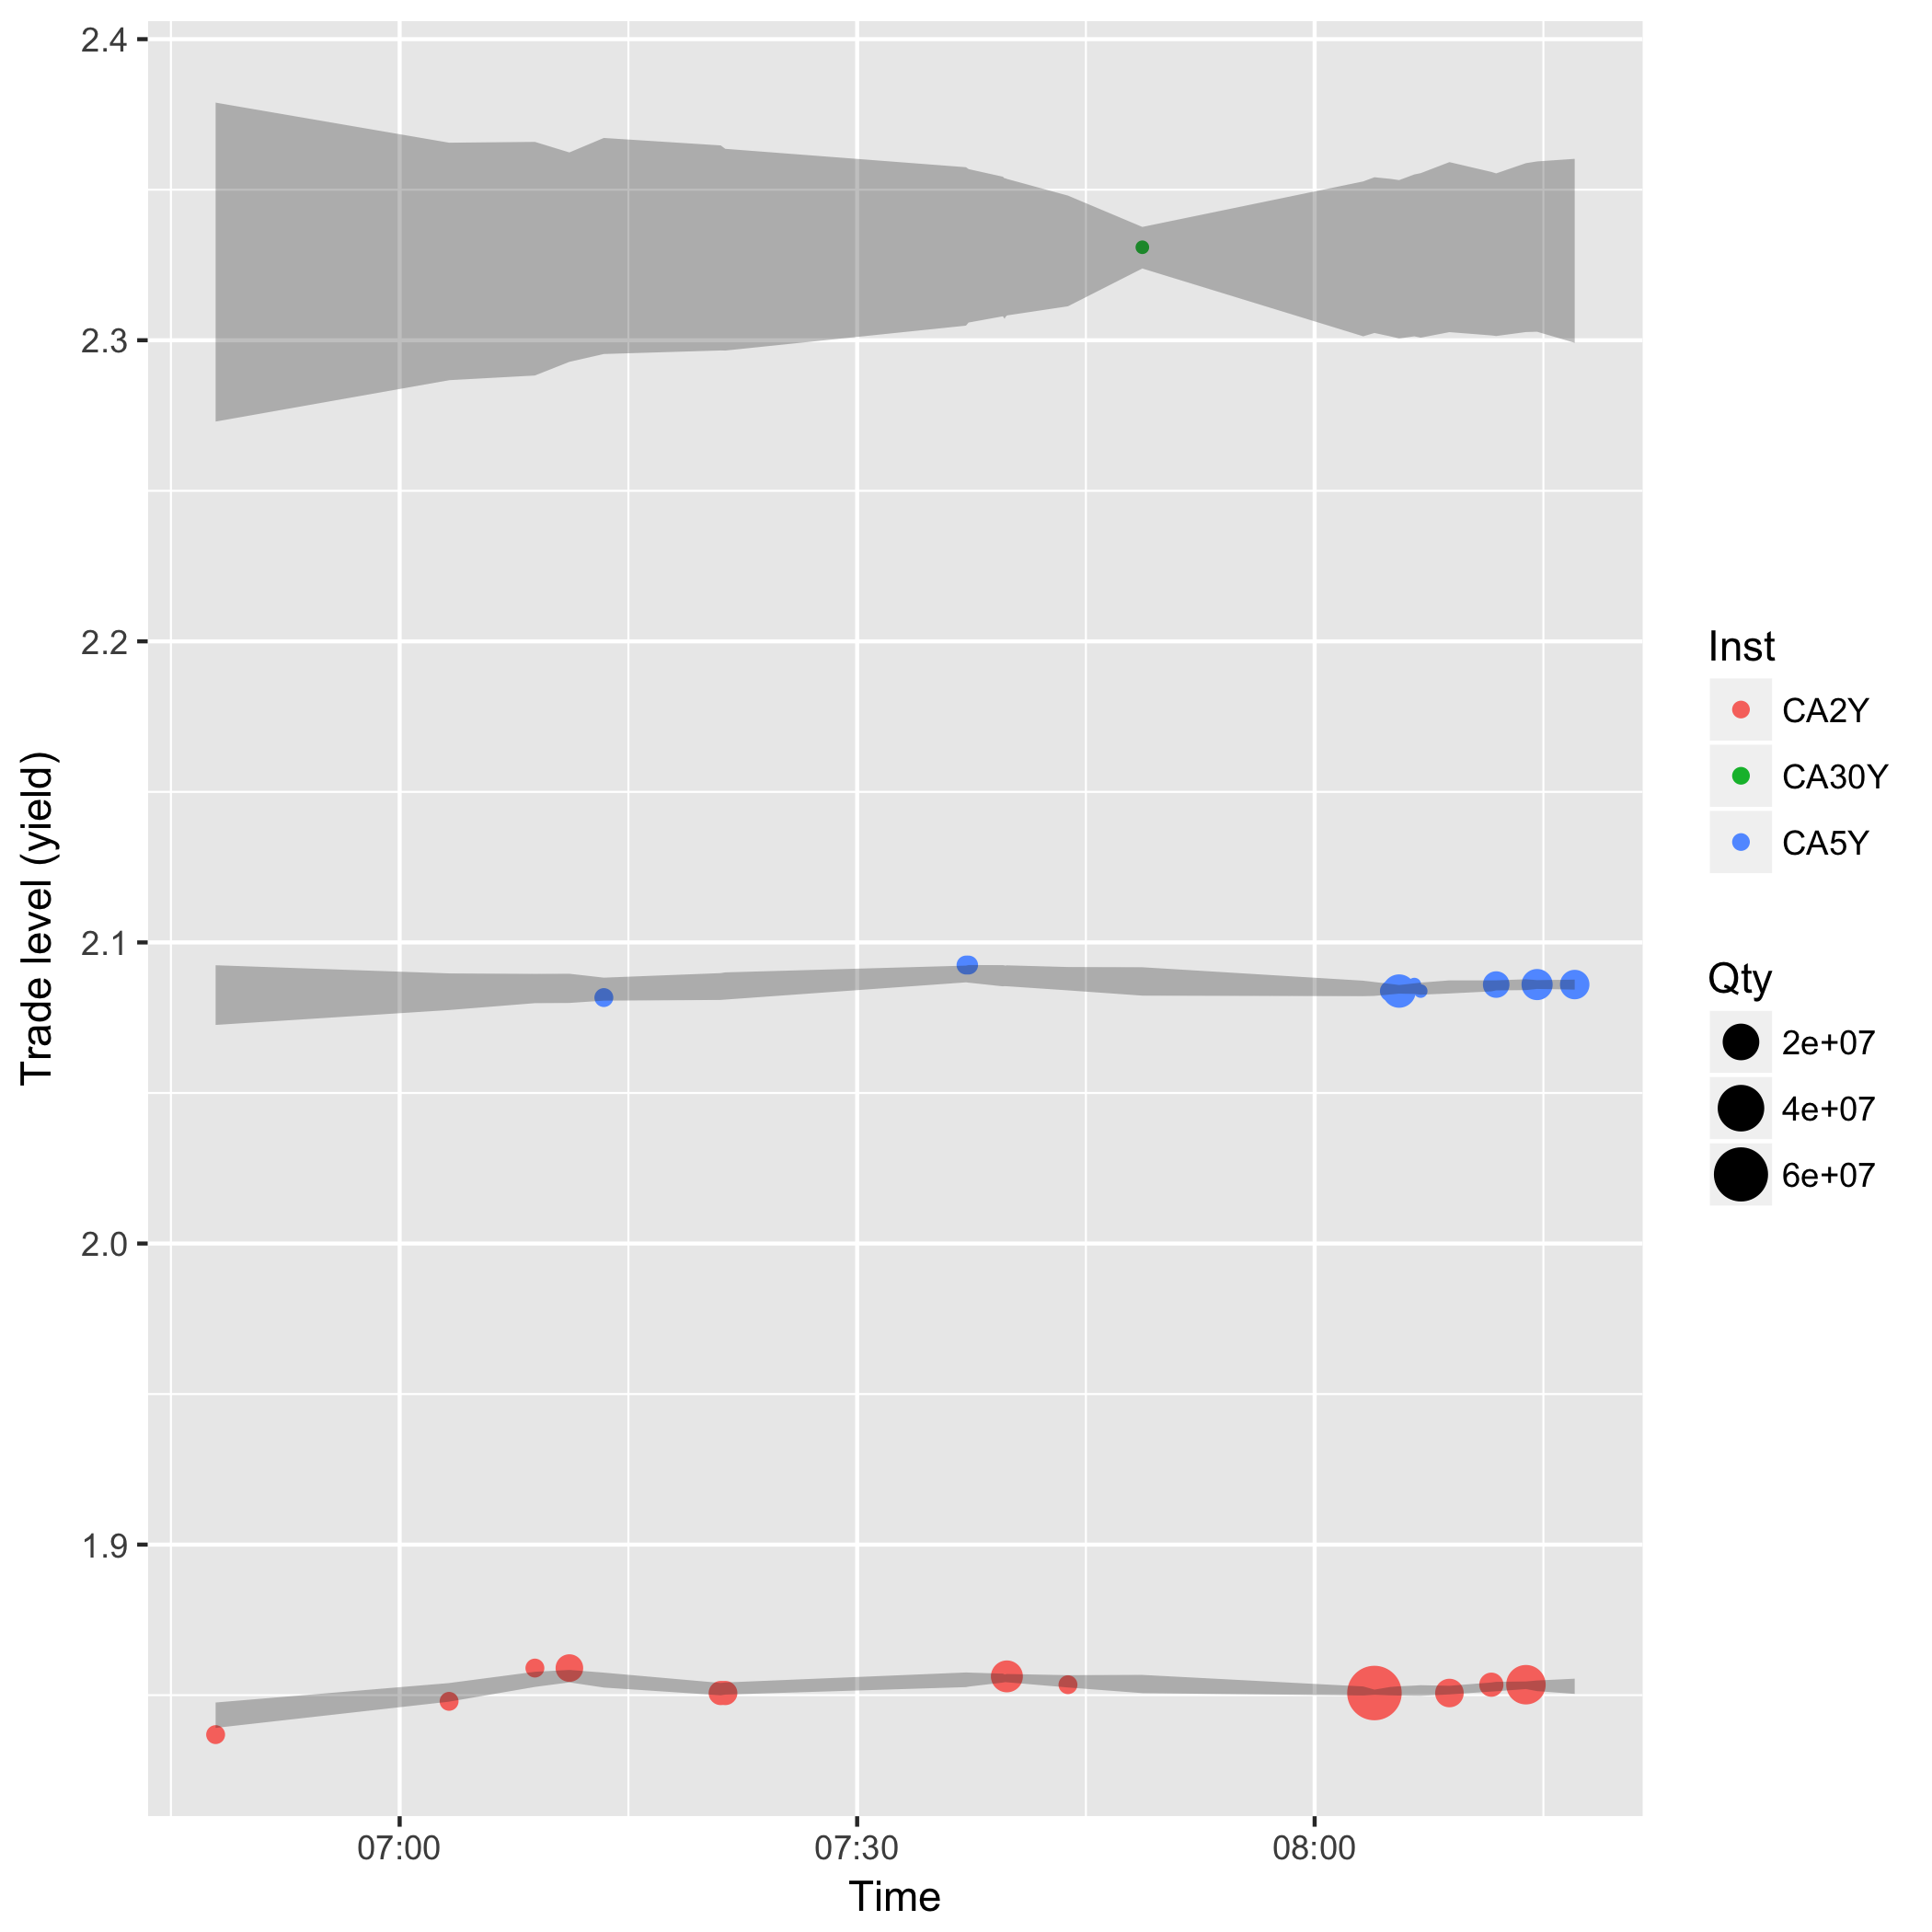 2.4
2.3
2.2
2.1
2.0
1.9
Trade level (yield)
07:00
07:30
08:00
Time
Inst
CA2Y
CA30Y
CA5Y
Qty
2e+07
4e+07
6e+07